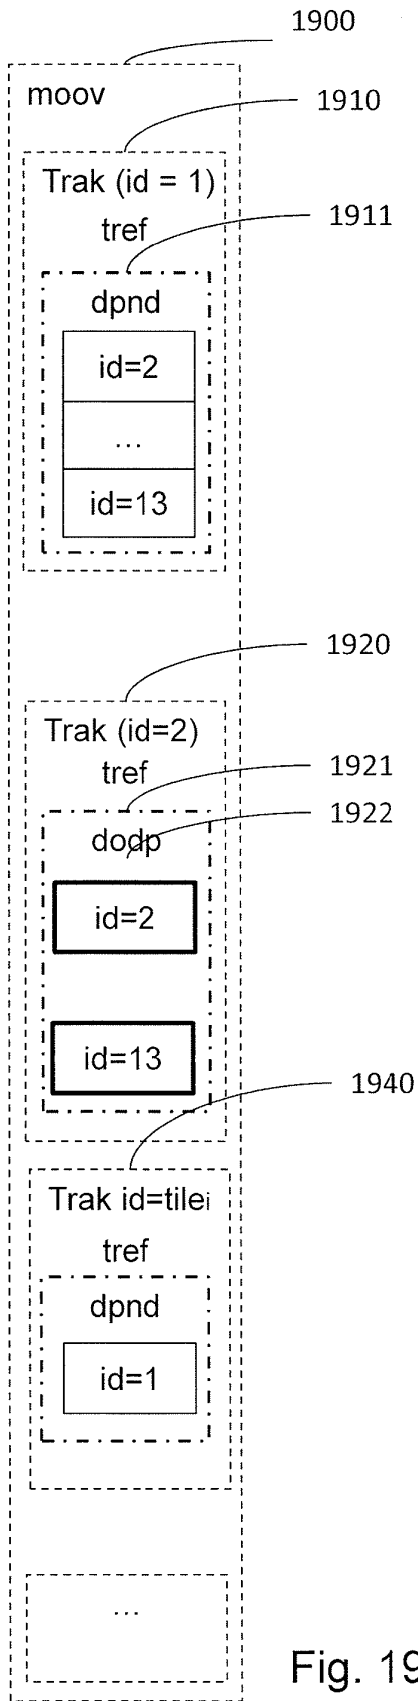 1900
moov
1910
Trak (id = 1)
tref
1911
dpnd
id=2
...
id=13
1920
Trak (id=2)
tref
1921
dodp
1922
id=2
id=13
1940
Trak id=tilei
tref
dpnd
id=1
...
Fig. 19